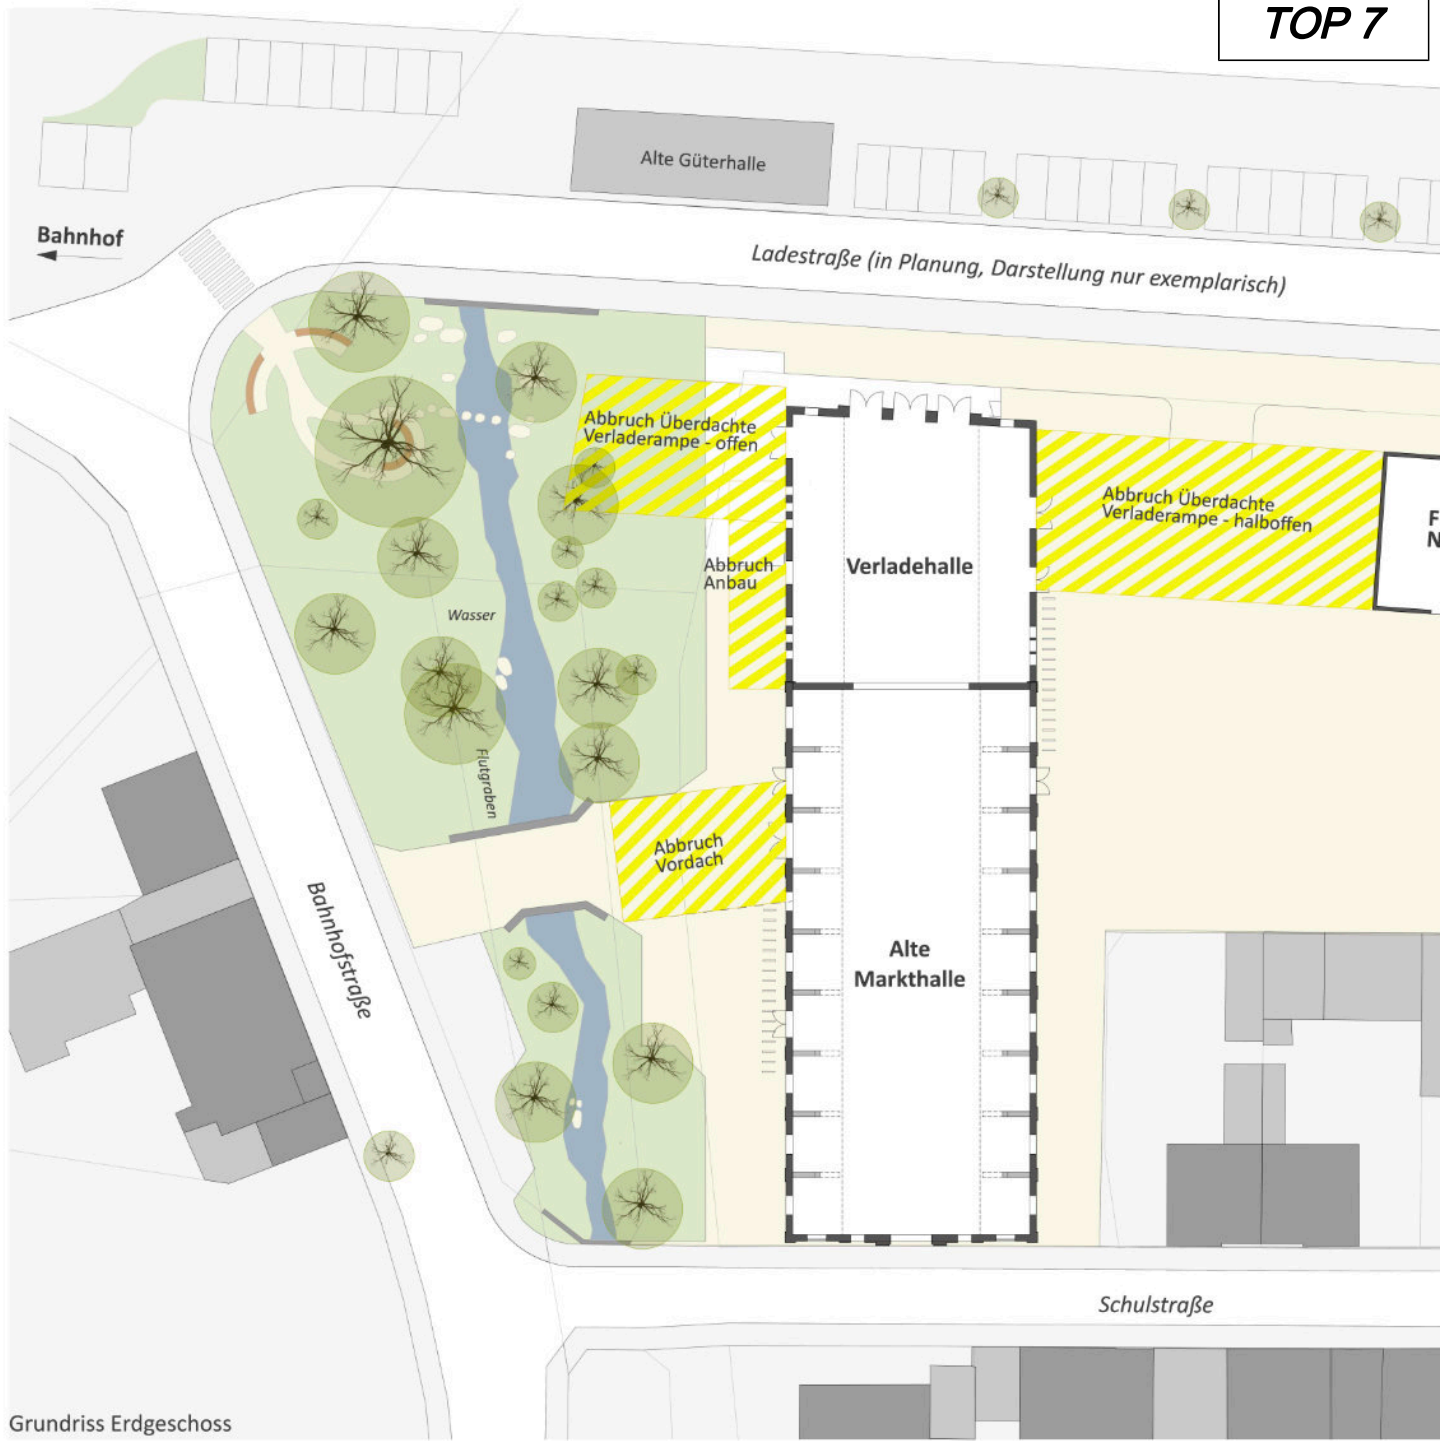 TOP 7
Alte Güterhalle
Bahnhof
Ladestraße (in Planung, Darstellung nur exemplarisch)
Abbruch Überdachte
Verladerampe - offen
Abbruch Überdachte
Verladerampe - halboffen
F
N
Abbruch
Anbau
Verladehalle
Wasser
Flutgraben
Abbruch
Vordach
Bahnhofstraße
Alte
Markthalle
Schulstraße
Grundriss Erdgeschoss